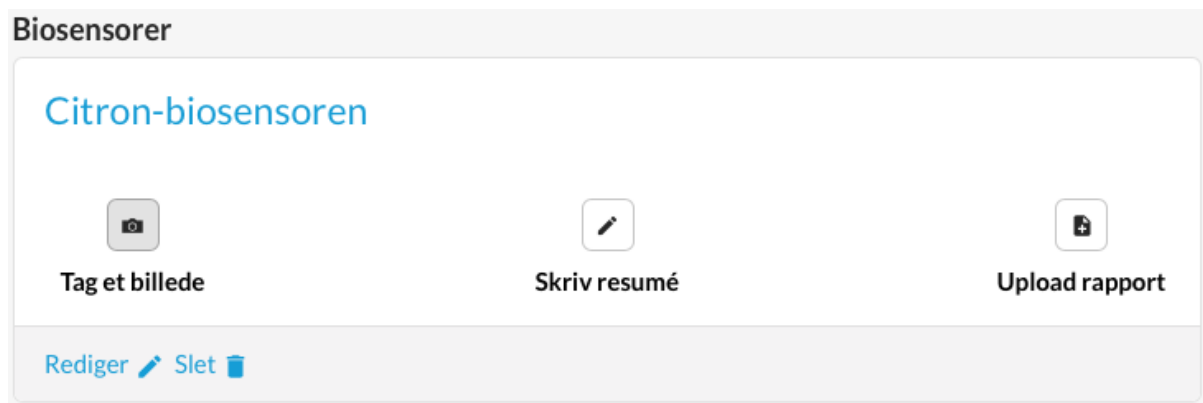 Biosensorer
Citron-biosensoren
Tag et billede Skriv resumé Upload rapport
Rediger Slet